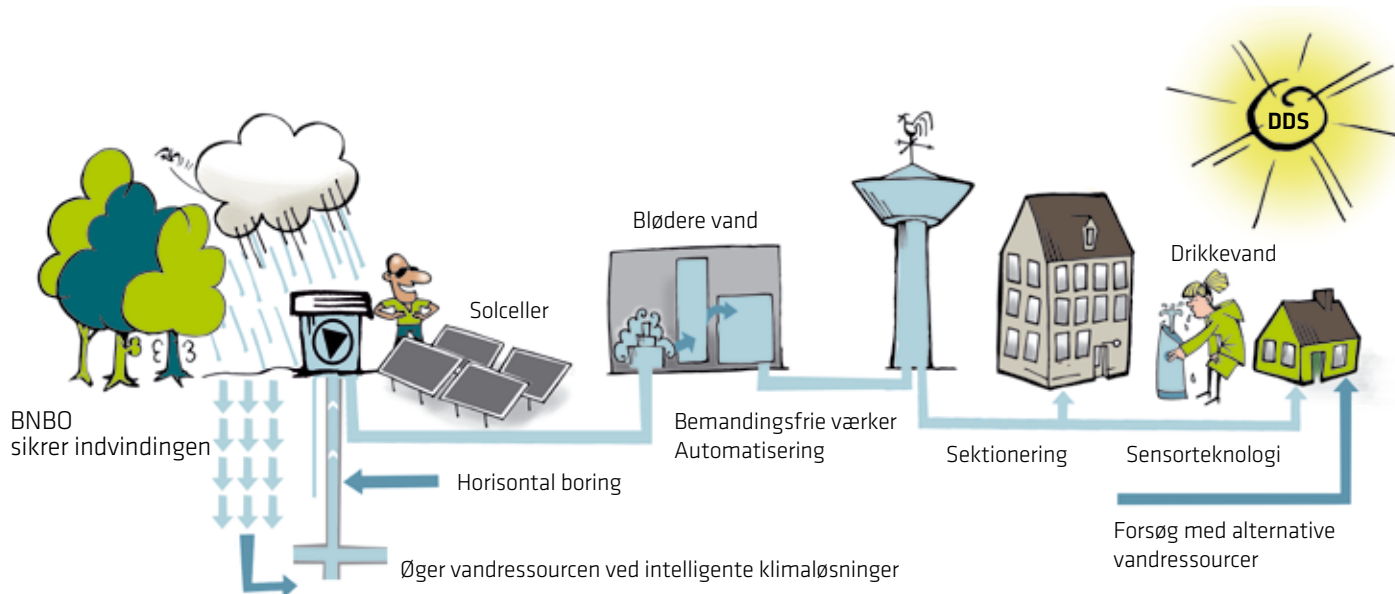 DDS
Blødere vand
Drikkevand
Solceller
BNBO
sikrer indvindingen
Bemandingsfrie værker
Automatisering
Sektionering
Sensorteknologi
Horisontal boring
Forsøg med alternative
vandressourcer
Øger vandressourcen ved intelligente klimaløsninger